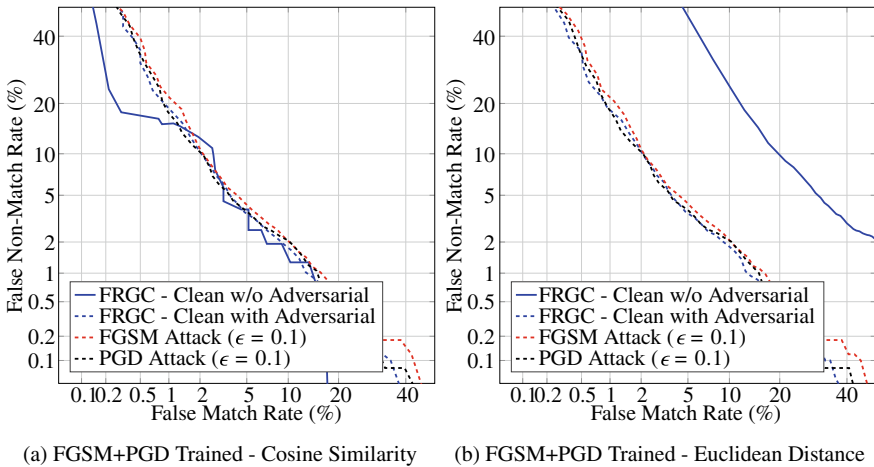 40
20
10
5
2
1
0.5
0.2
0.1
False Non-Match Rate (%)
FRGC - Clean w/o Adversarial
FRGC - Clean with Adversarial
FGSM Attack (ϵ = 0.1)
PGD Attack (ϵ = 0.1)
0.1 0.2 0.5 1 2 5 10 20 40
False Match Rate (%)
(a) FGSM+PGD Trained - Cosine Similarity
40
20
10
5
2
1
0.5
0.2
0.1
False Non-Match Rate (%)
FRGC - Clean w/o Adversarial
FRGC - Clean with Adversarial
FGSM Attack (ϵ = 0.1)
PGD Attack (ϵ = 0.1)
0.1 0.2 0.5 1 2 5 10 20 40
False Match Rate (%)
(b) FGSM+PGD Trained - Euclidean Distance